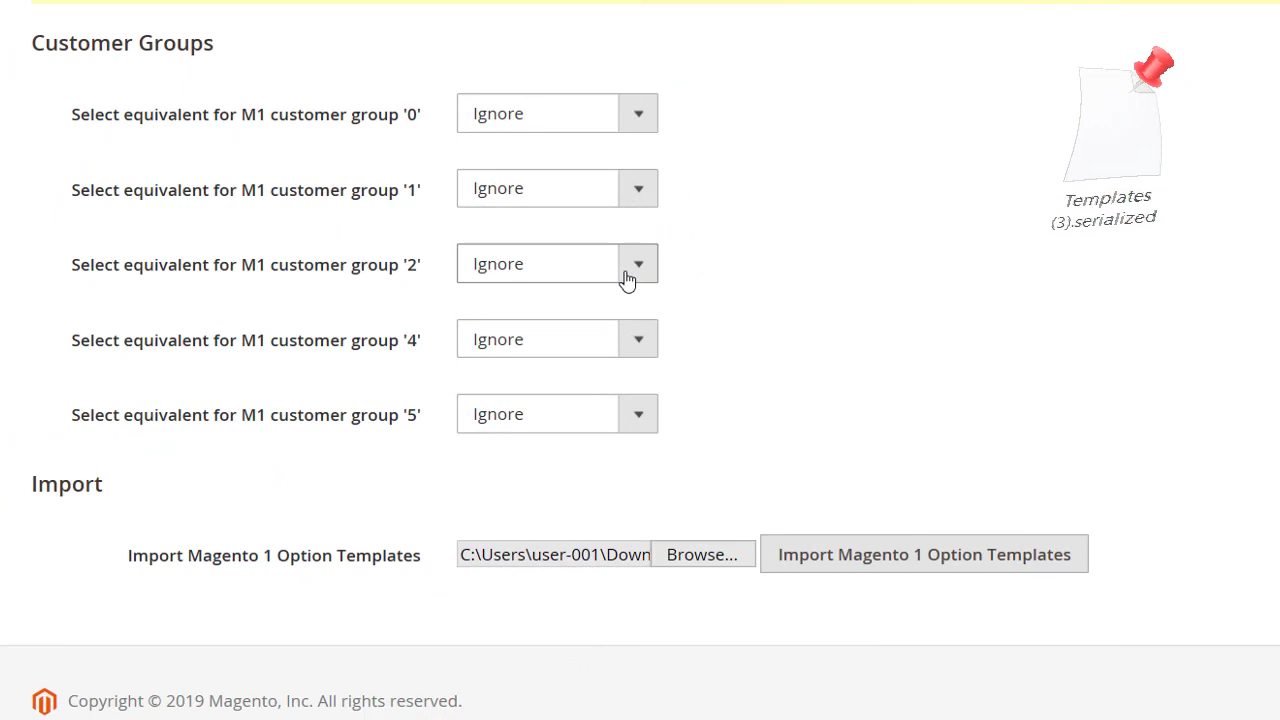 Customer Groups
Select equivalent for M1 customer group '0'
Ignore
Select equivalent for M1 customer group '1'
Ignore
Select equivalent for M1 customer group '2'
Ignore
Select equivalent for M1 customer group '4'
Ignore
Select equivalent for M1 customer group '5'
Ignore
Templates
(3).serialized
Import
Import Magento 1 Option Templates
C:\Users\user-001\Down
Browse...
Import Magento 1 Option Templates
Copyright © 2019 Magento, Inc. All rights reserved.